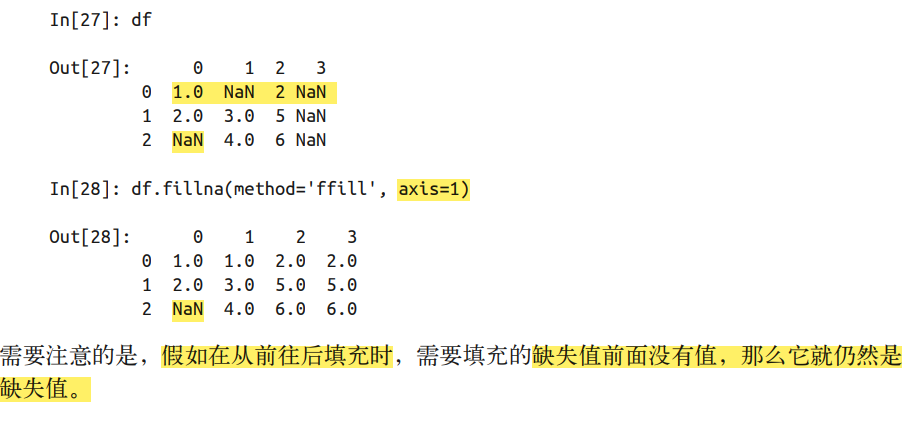 In[27]: df
Out[27]:      0    1  2   3
         0  1.0  NaN  2 NaN
         1  2.0  3.0  5 NaN
         2  NaN  4.0  6 NaN
In[28]: df.fillna(method='ffill', axis=1)
Out[28]:      0    1    2    3
         0  1.0  1.0  2.0  2.0
         1  2.0  3.0  5.0  5.0
         2  NaN  4.0  6.0  6.0
需要注意的是，假如在从前往后填充时，需要填充的缺失值前面没有值，那么它就仍然是
缺失值。